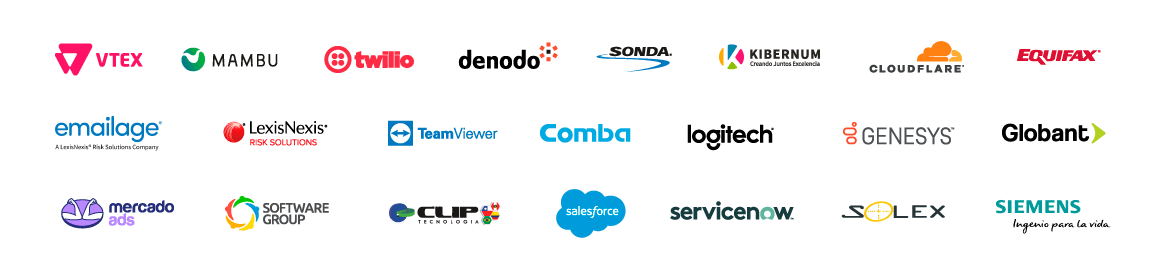 VTEX
MAMBU
twilio
denodo
SONDA.
KIBERNUM
Creando Juntos Excelencia
CLOUDFLARE®
EQUIFAX®
emailage®
A LexisNexis® Risk Solutions Company
LexisNexis®
RISK SOLUTIONS
TeamViewer
Comba
logitech
GENESYS™
Globant
mercado
ads
SOFTWARE
GROUP
CLIP
TECNOLOGIA
salesforce
servicenow
SOLEX
SIEMENS
Ingenio para la vida.